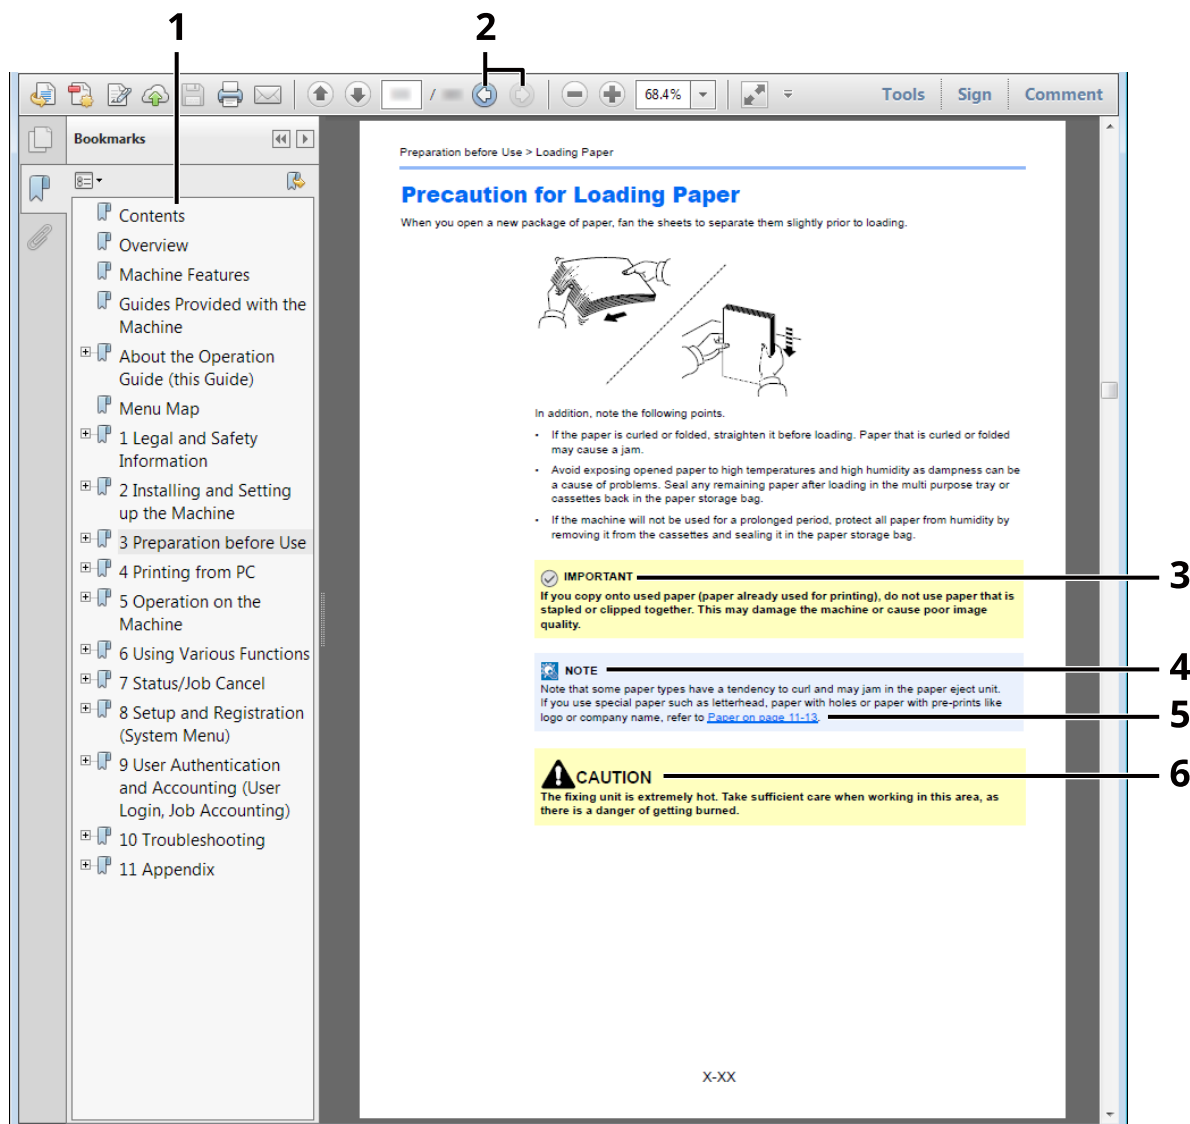 1
2
/
68.4%
Tools
Sign
Comment
Bookmarks
Contents
Overview
Machine Features
Guides Provided with the
Machine
About the Operation
Guide (this Guide)
Menu Map
1 Legal and Safety
Information
2 Installing and Setting
up the Machine
3 Preparation before Use
4 Printing from PC
5 Operation on the
Machine
6 Using Various Functions
7 Status/Job Cancel
8 Setup and Registration
(System Menu)
9 User Authentication
and Accounting (User
Login, Job Accounting)
10 Troubleshooting
11 Appendix
Preparation before Use > Loading Paper
Precaution for Loading Paper
When you open a new package of paper, fan the sheets to separate them slightly prior to loading.
In addition, note the following points.
• If the paper is curled or folded, straighten it before loading. Paper that is curled or folded
may cause a jam.
• Avoid exposing opened paper to high temperatures and high humidity as dampness can be
a cause of problems. Seal any remaining paper after loading in the multi purpose tray or
cassettes back in the paper storage bag.
• If the machine will not be used for a prolonged period, protect all paper from humidity by
removing it from the cassettes and sealing it in the paper storage bag.
IMPORTANT
3
If you copy onto used paper (paper already used for printing), do not use paper that is
stapled or clipped together. This may damage the machine or cause poor image
quality.
NOTE
4
Note that some paper types have a tendency to curl and may jam in the paper eject unit.
If you use special paper such as letterhead, paper with holes or paper with pre-prints like
logo or company name, refer to Paper on page 11-13.
5
CAUTION
6
The fixing unit is extremely hot. Take sufficient care when working in this area, as
there is a danger of getting burned.
X-XX